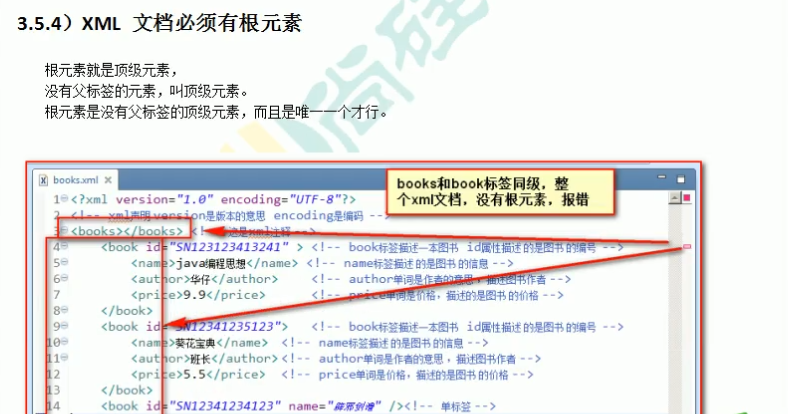 3.5.4）XML 文档必须有根元素
根元素就是顶级元素，
没有父标签的元素，叫顶级元素。
根元素是没有父标签的顶级元素，而且是唯一一个才行。
books.xml
books和book标签同级，整
个xml文档，没有根元素，报错
1 <?xml version="1.0" encoding="UTF-8"?>
2 <!-- xml声明 version是版本的意思 encoding是编码 -->
3 <books></books> <!-- 这是xml注释 -->
4 <book id="SN123123413241" > <!-- book标签描述一本图书 id属性描述的是图书的编号 -->
5 <name>java编程思想</name> <!-- name标签描述的是图书的信息 -->
6 <author>华仔</author> <!-- author单词是作者的意思，描述图书作者 -->
7 <price>9.9</price> <!-- price单词是价格，描述的是图书的价格 -->
8 </book>
9 <book id="SN12341235123"> <!-- book标签描述一本图书 id属性描述的是图书的编号 -->
10 <name>葵花宝典</name> <!-- name标签描述的是图书的信息 -->
11 <author>班长</author> <!-- author单词是作者的意思，描述图书作者 -->
12 <price>5.5</price> <!-- price单词是价格，描述的是图书的价格 -->
13 </book>
14 <book id="SN12341241234123" name="辟邪剑谱" /><!-- 单标签 -->